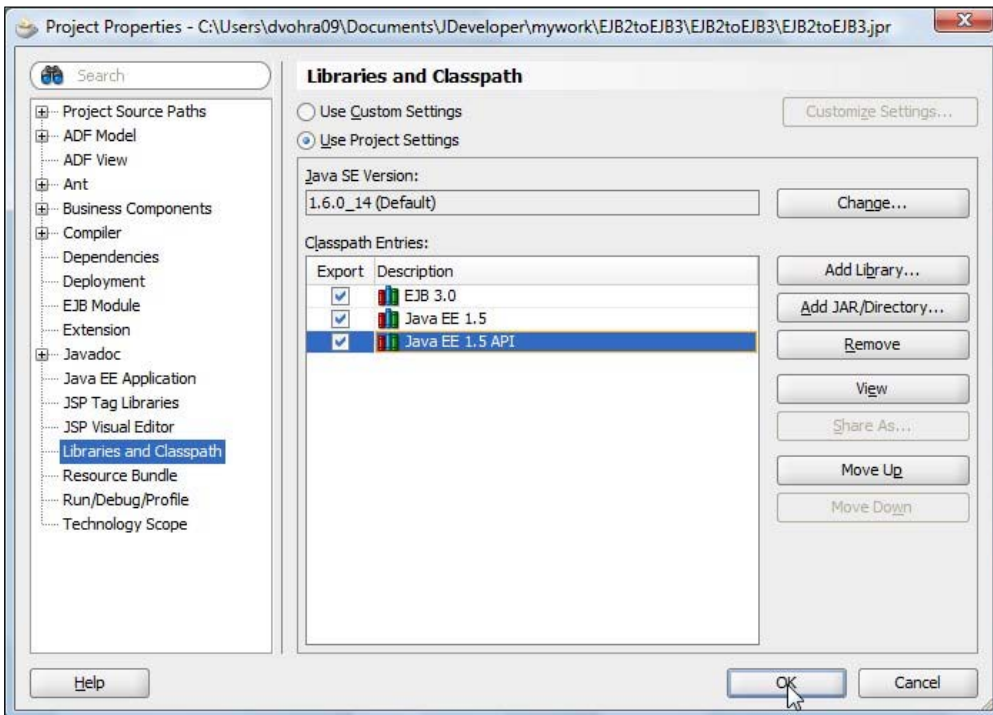 Project Properties - C:\Users\dvohra09\Documents\JDeveloper\mywork\EJB2toEJB3\EJB2toEJB3\EJB2toEJB3.jpr
Search
Project Source Paths
ADF Model
ADF View
Ant
Business Components
Compiler
Dependencies
Deployment
EJB Module
Extension
Javadoc
Java EE Application
JSP Tag Libraries
JSP Visual Editor
Libraries and Classpath
Resource Bundle
Run/Debug/Profile
Technology Scope
Libraries and Classpath
Use Custom Settings
Customize Settings...
Use Project Settings
Java SE Version:
1.6.0_14 (Default)
Change...
Classpath Entries:
Export Description
EJB 3.0
Java EE 1.5
Java EE 1.5 API
Add Library...
Add JAR/Directory...
Remove
View
Share As...
Move Up
Move Down
Help
OK
Cancel